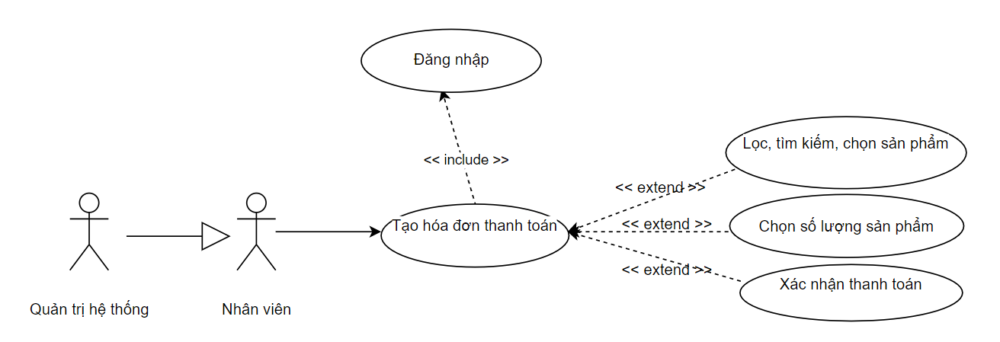 Đăng nhập
Lọc, tìm kiếm, chọn sản phẩm
<< include >>
<< extend >>
Tạo hóa đơn thanh toán
<< extend >>
Chọn số lượng sản phẩm
<< extend >>
Xác nhận thanh toán
Quản trị hệ thống
Nhân viên